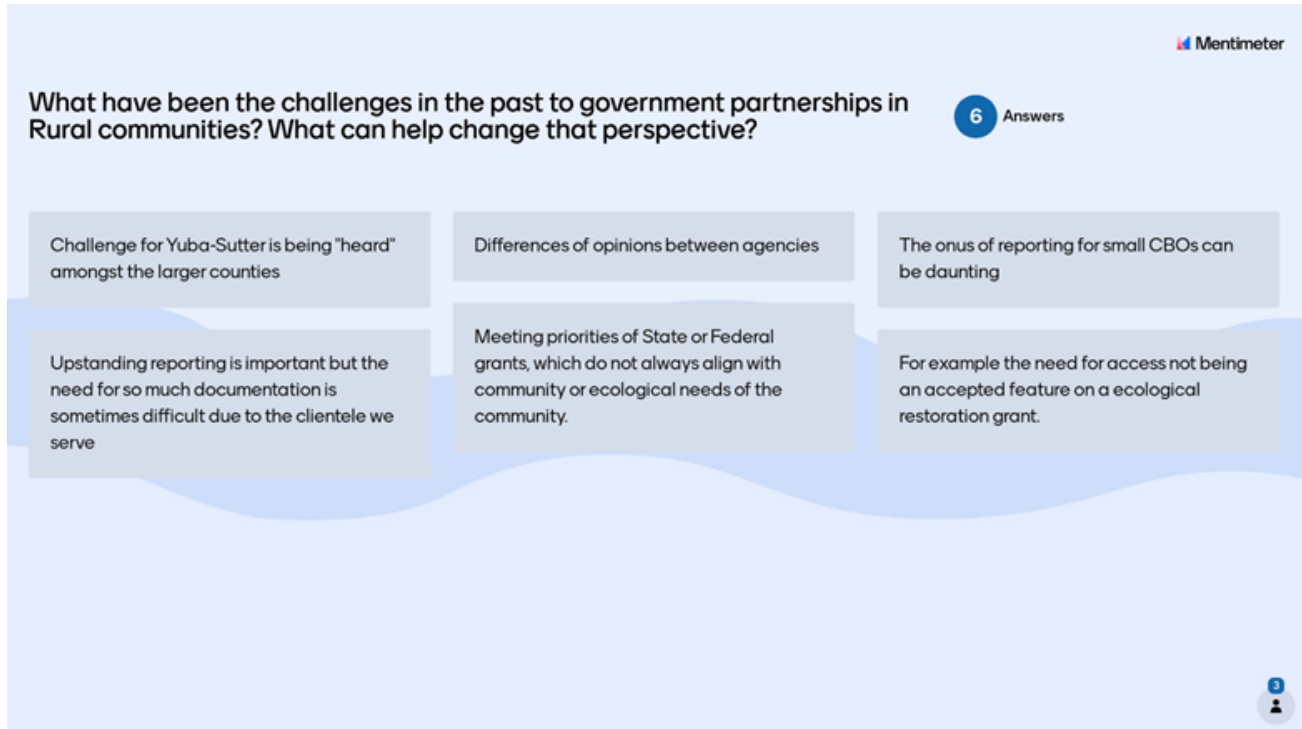 Mentimeter
What have been the challenges in the past to government partnerships in
Rural communities? What can help change that perspective?
6 Answers
Challenge for Yuba-Sutter is being "heard"
amongst the larger counties
Differences of opinions between agencies
The onus of reporting for small CBOs can
be daunting
Upstanding reporting is important but the
need for so much documentation is
sometimes difficult due to the clientele we
serve
Meeting priorities of State or Federal
grants, which do not always align with
community or ecological needs of the
community.
For example the need for access not being
an accepted feature on a ecological
restoration grant.
3